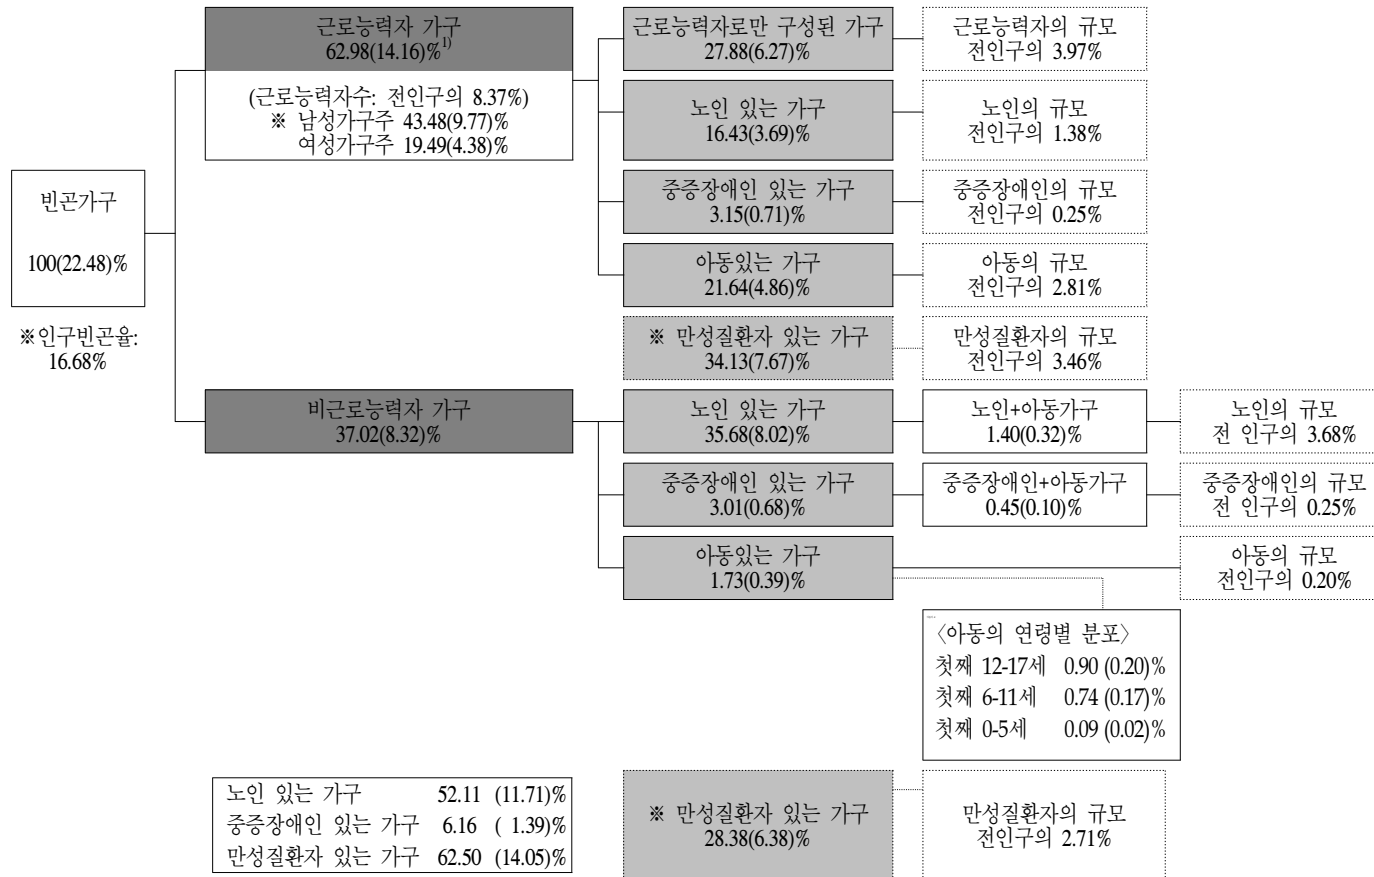 빈곤가구
100(22.48)%
※인구빈곤율:
16.68%
근로능력자 가구
62.98(14.16)%1)
(근로능력자수: 전인구의 8.37%)
※ 남성가구주 43.48(9.77)%
여성가구주 19.49(4.38)%
근로능력자로만 구성된 가구
27.88(6.27)%
근로능력자의 규모
전인구의 3.97%
노인 있는 가구
16.43(3.69)%
노인의 규모
전인구의 1.38%
중증장애인 있는 가구
3.15(0.71)%
중증장애인의 규모
전인구의 0.25%
아동있는 가구
21.64(4.86)%
아동의 규모
전인구의 2.81%
※ 만성질환자 있는 가구
34.13(7.67)%
만성질환자의 규모
전인구의 3.46%
비근로능력자 가구
37.02(8.32)%
노인 있는 가구
35.68(8.02)%
노인+아동가구
1.40(0.32)%
노인의 규모
전 인구의 3.68%
중증장애인 있는 가구
3.01(0.68)%
중증장애인+아동가구
0.45(0.10)%
중증장애인의 규모
전 인구의 0.25%
아동있는 가구
1.73(0.39)%
아동의 규모
전인구의 0.20%
〈아동의 연령별 분포〉
첫째 12-17세 0.90 (0.20)%
첫째 6-11세 0.74 (0.17)%
첫째 0-5세 0.09 (0.02)%
노인 있는 가구 52.11 (11.71)%
중증장애인 있는 가구 6.16 ( 1.39)%
만성질환자 있는 가구 62.50 (14.05)%
※ 만성질환자 있는 가구
28.38(6.38)%
만성질환자의 규모
전인구의 2.71%